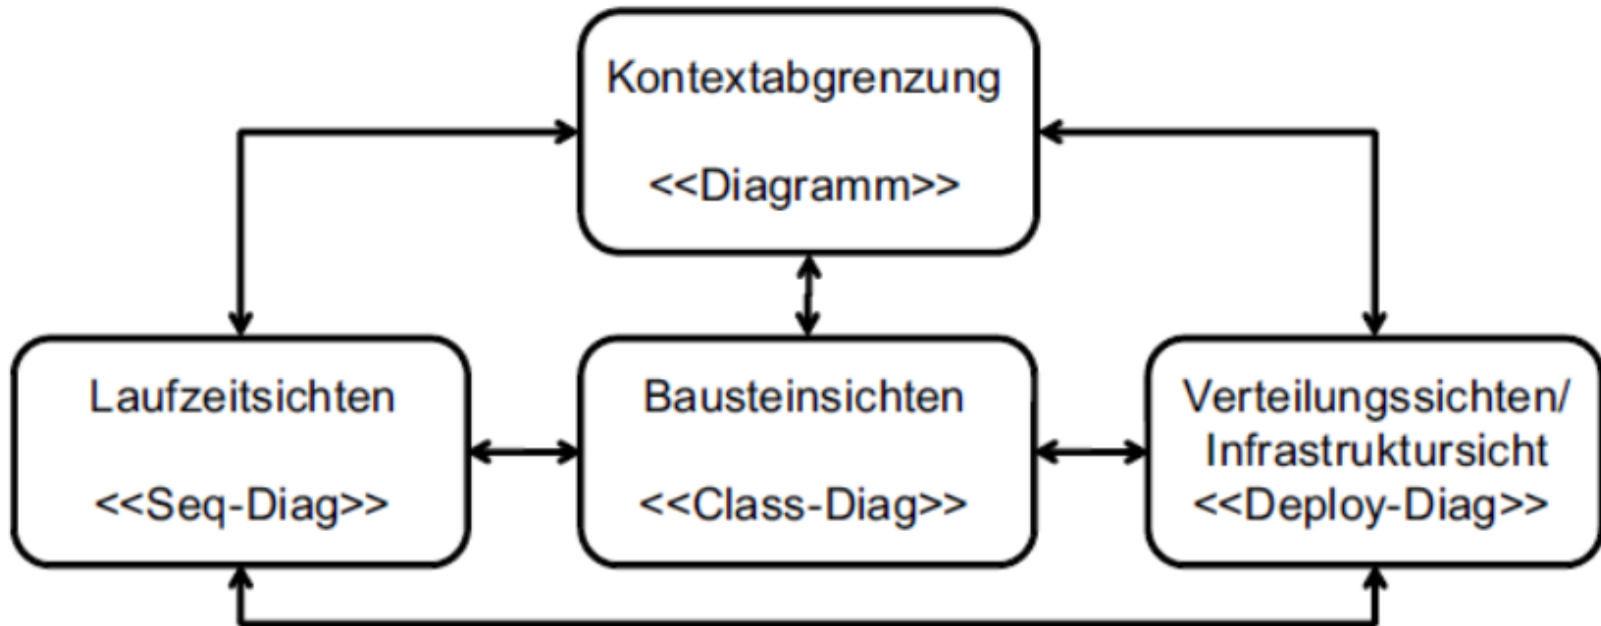 Kontextabgrenzung
<<Diagramm>>
Laufzeitsichten
<<Seq-Diag>>
Bausteinsichten
<<Class-Diag>>
Verteilungssichten/
Infrastruktursicht
<<Deploy-Diag>>